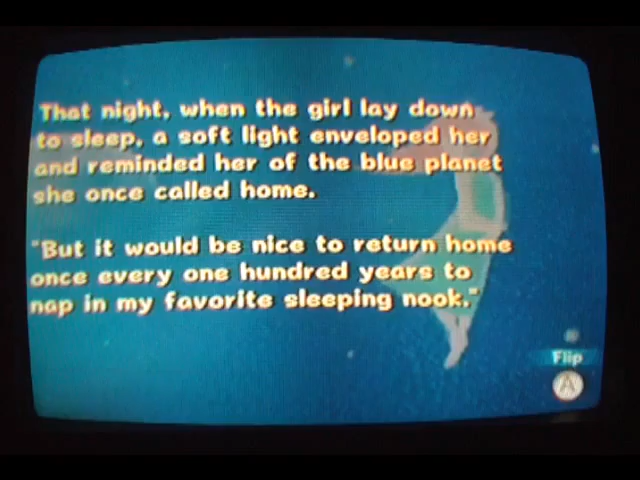 That night, when the girl lay down
to sleep, a soft light enveloped her
and reminded her of the blue planet
she once called home.
"But it would be nice to return home
once every one hundred years to
nap in my favorite sleeping nook."
Flip
A